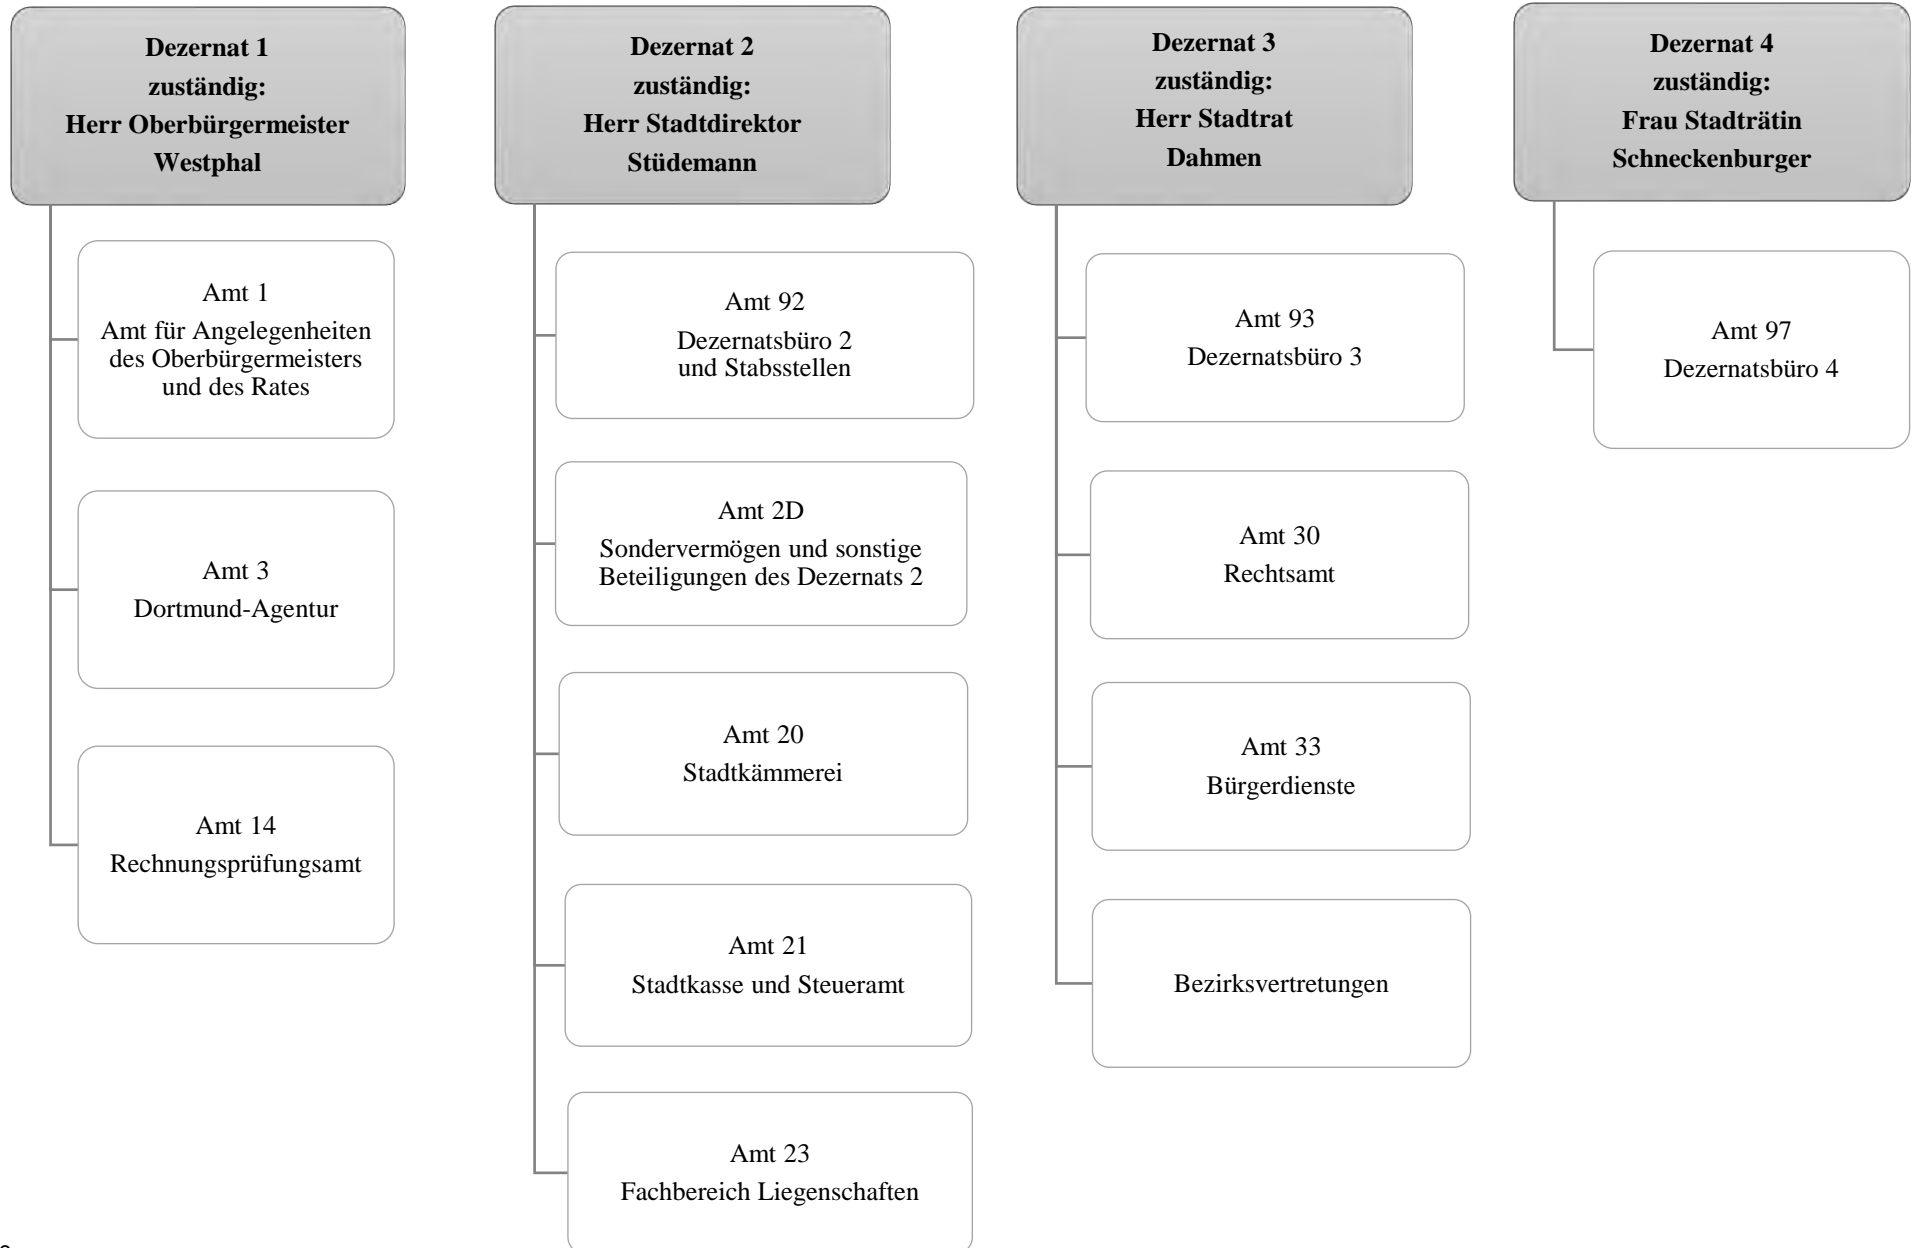 Dezernat 1
zuständig:
Herr Oberbürgermeister
Westphal
Amt 1
Amt für Angelegenheiten
des Oberbürgermeisters
und des Rates
Amt 3
Dortmund-Agentur
Amt 14
Rechnungsprüfungsamt
Dezernat 2
zuständig:
Herr Stadtdirektor
Stüdemann
Amt 92
Dezernatsbüro 2
und Stabsstellen
Amt 2D
Sondervermögen und sonstige
Beteiligungen des Dezernats 2
Amt 20
Stadtkämmerei
Amt 21
Stadtkasse und Steueramt
Amt 23
Fachbereich Liegenschaften
Dezernat 3
zuständig:
Herr Stadtrat
Dahmen
Amt 93
Dezernatsbüro 3
Amt 30
Rechtsamt
Amt 33
Bürgerdienste
Bezirksvertretungen
Dezernat 4
zuständig:
Frau Stadträtin
Schneckenburger
Amt 97
Dezernatsbüro 4